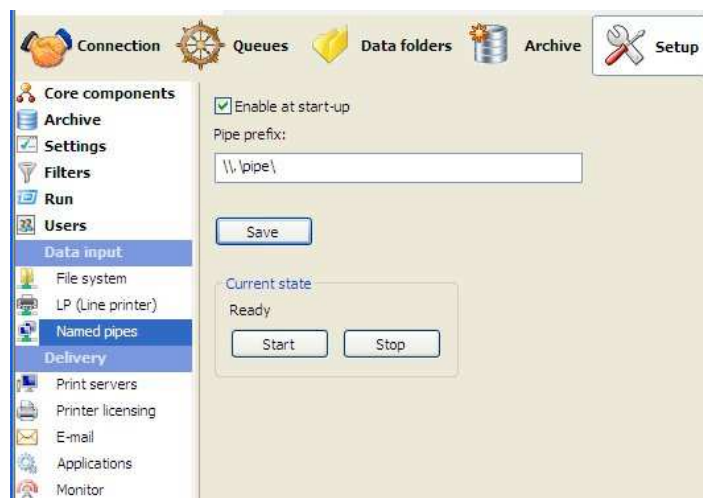 Connection
Queues
Data folders
Archive
Setup
Core components
Archive
Settings
Filters
Run
Users
Data input
File system
LP (Line printer)
Named pipes
Delivery
Print servers
Printer licensing
E-mail
Applications
Monitor
Enable at start-up
Pipe prefix:
\\.\pipe\
Save
Current state
Ready
Start
Stop